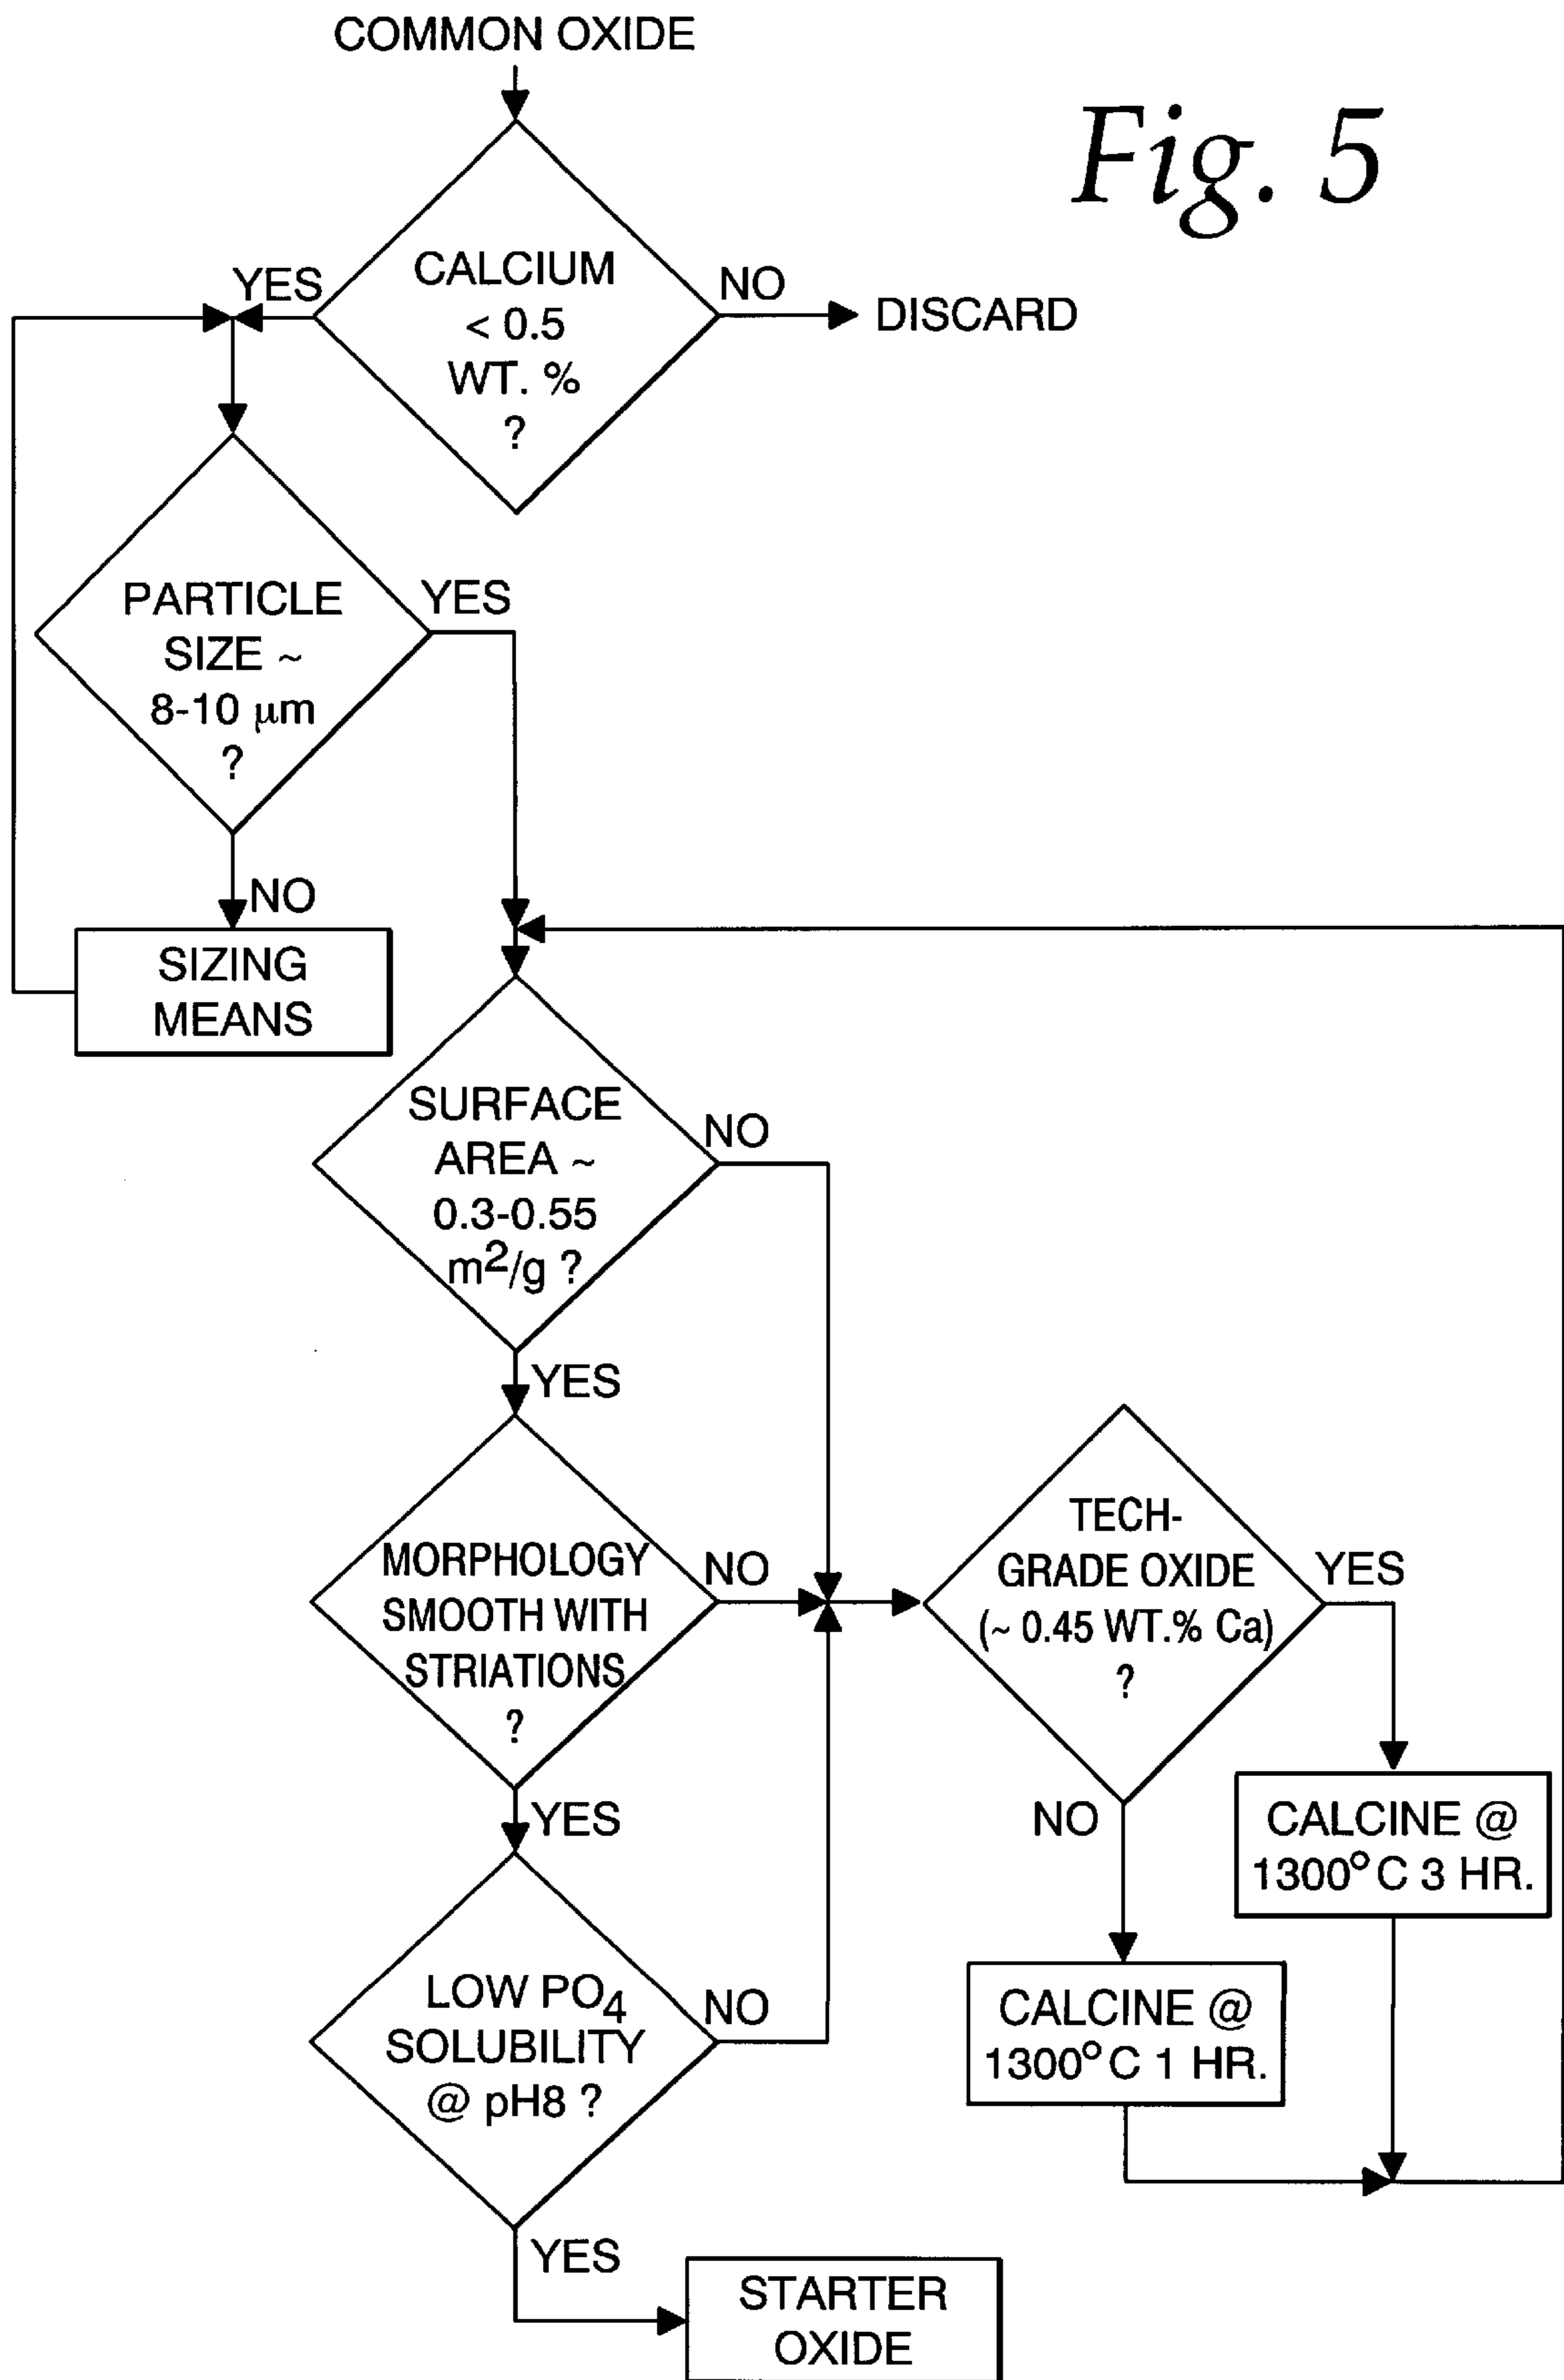 COMMON OXIDE
Fig. 5
CALCIUM
< 0.5
WT. %
?
YES
NO
DISCARD
PARTICLE
SIZE ~
8-10 μm
?
YES
NO
SIZING
MEANS
SURFACE
AREA ~
0.3-0.55
m²/g ?
NO
YES
MORPHOLOGY
SMOOTH WITH
STRIATIONS
?
NO
YES
TECH-
GRADE OXIDE
(~ 0.45 WT.% Ca)
?
YES
NO
CALCINE @
1300°C 3 HR.
CALCINE @
1300°C 1 HR.
LOW PO₄
SOLUBILITY
@ pH8 ?
NO
YES
STARTER
OXIDE